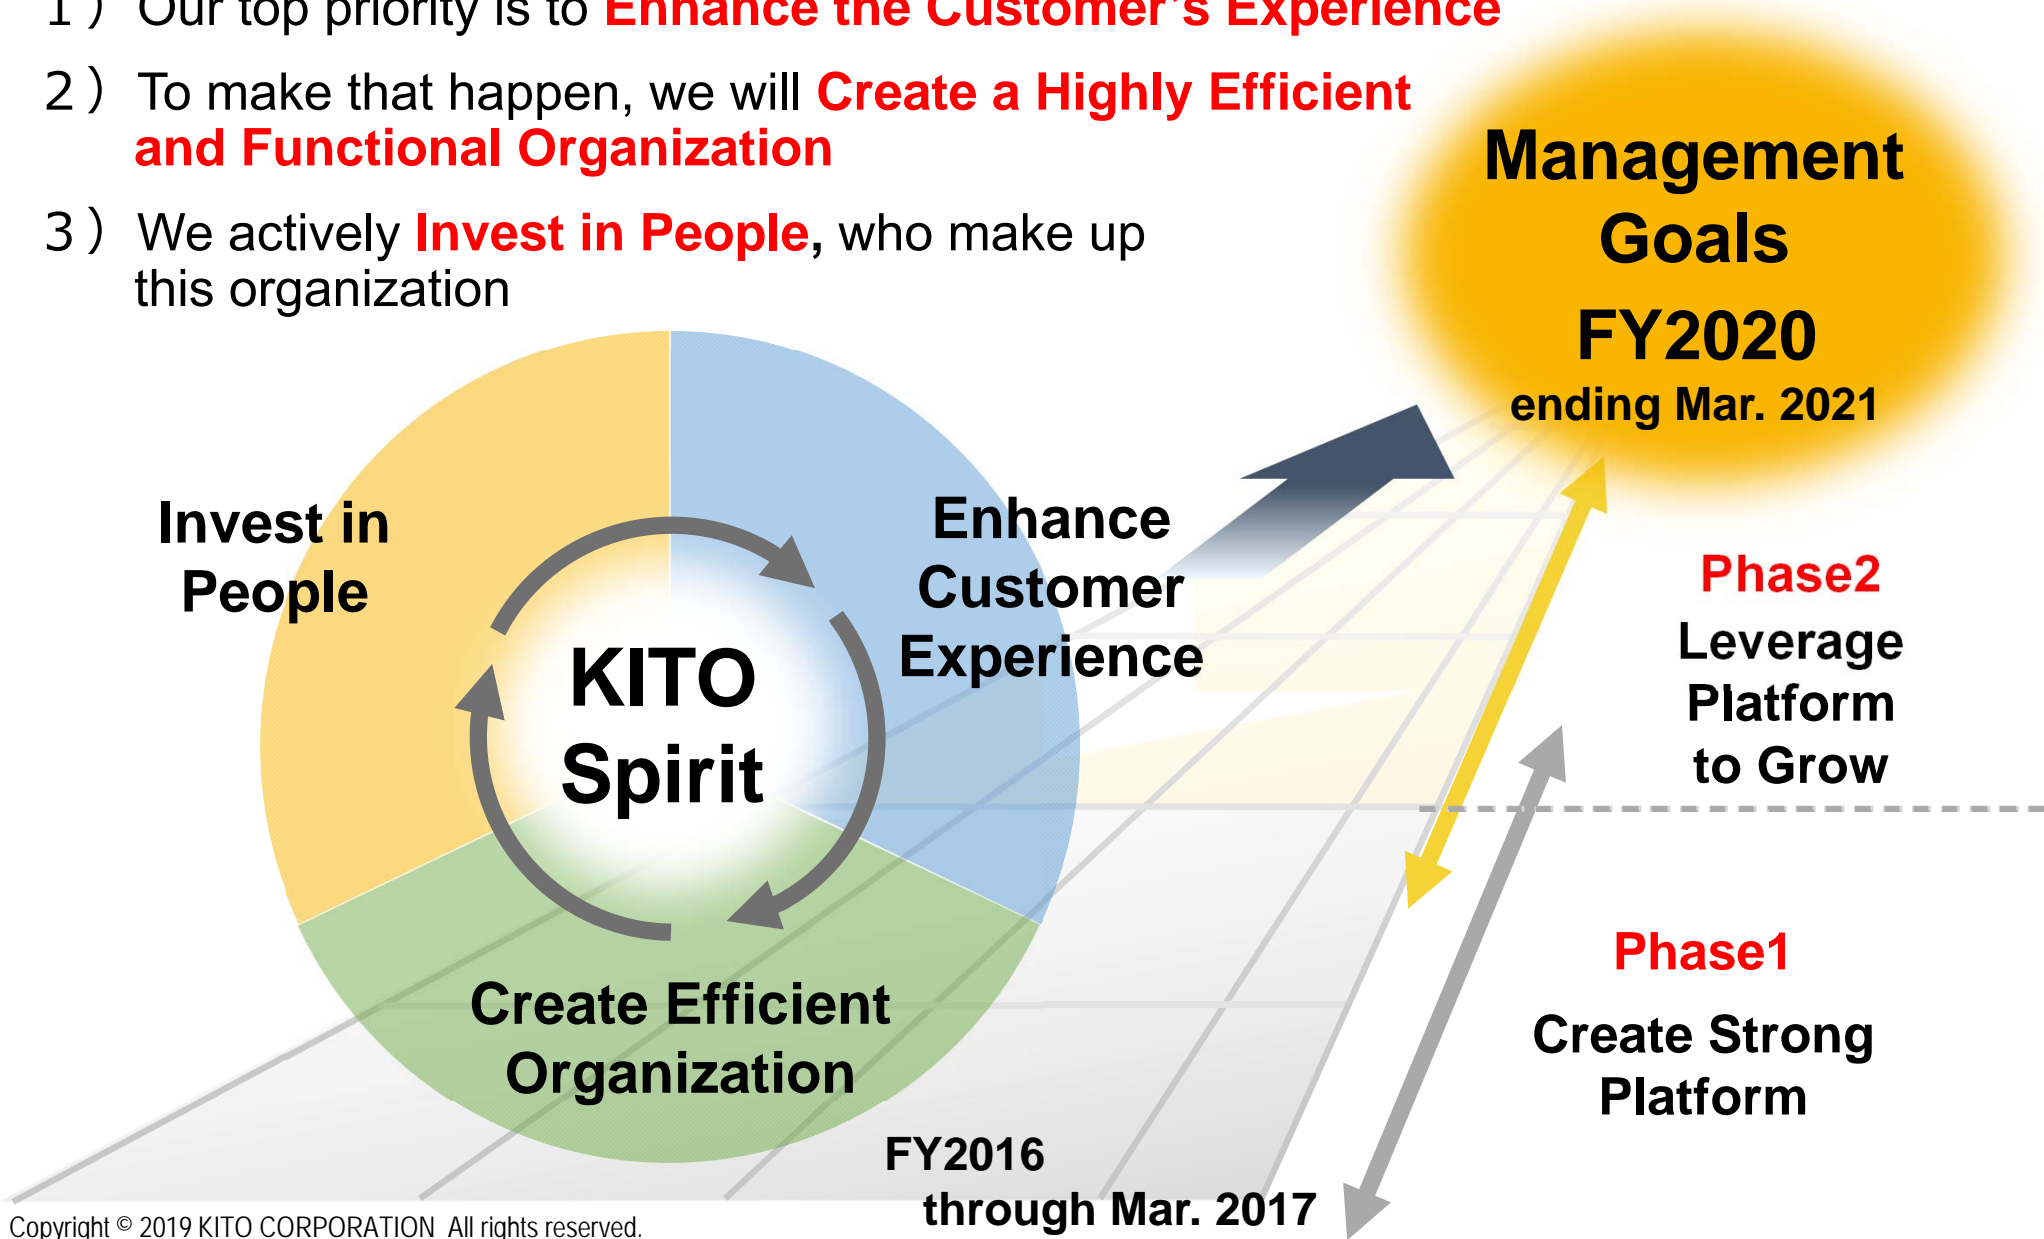 1）Our top priority is to Enhance the Customer's Experience
2）To make that happen, we will Create a Highly Efficient
and Functional Organization
3）We actively Invest in People, who make up
this organization
Management
Goals
FY2020
ending Mar. 2021
Invest in
People
Enhance
Customer
Experience
KITO
Spirit
Create Efficient
Organization
Phase2
Leverage
Platform
to Grow
Phase1
Create Strong
Platform
FY2016
through Mar. 2017
Copyright © 2019 KITO CORPORATION All rights reserved.